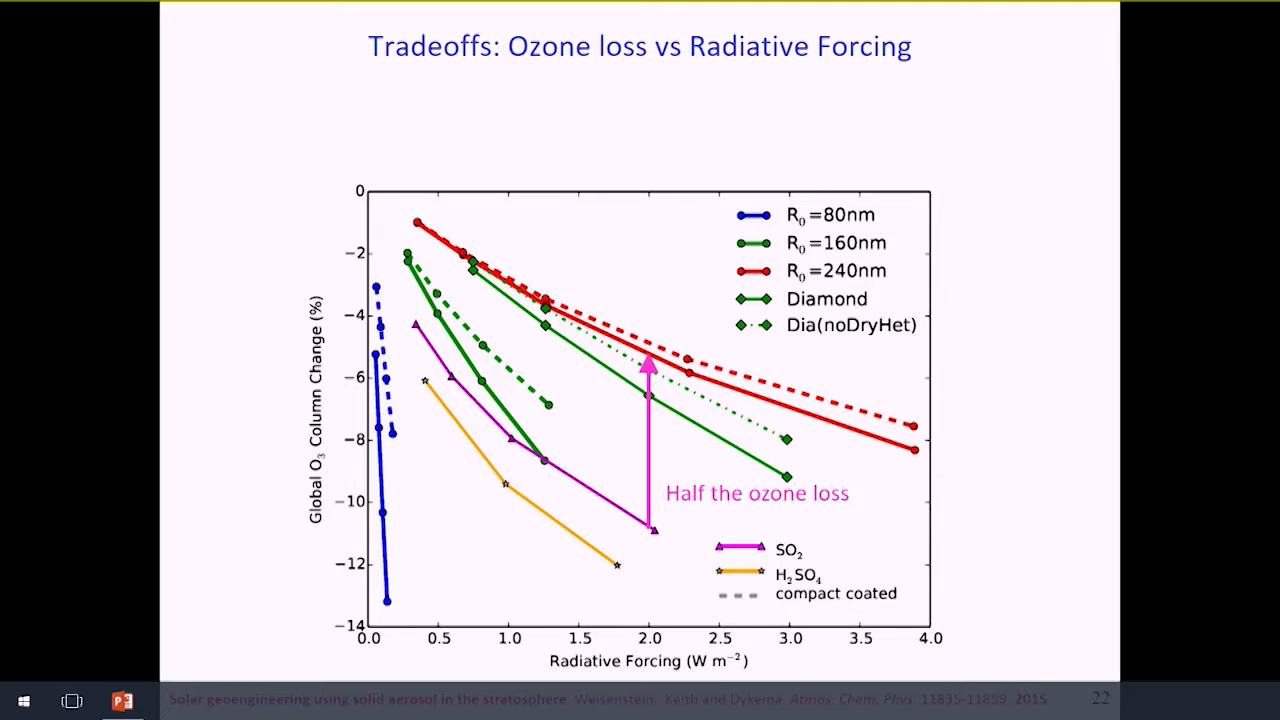 Tradeoffs: Ozone loss vs Radiative Forcing
0
−2
−4
−6
−8
−10
−12
−14
Global O₃ Column Change (%)
R₀=80nm
R₀=160nm
R₀=240nm
Diamond
Dia(noDryHet)
Half the ozone loss
SO₂
H₂SO₄
compact coated
0.0 0.5 1.0 1.5 2.0 2.5 3.0 3.5 4.0
Radiative Forcing (W m⁻²)
Solar geoengineering using solid aerosol in the stratosphere. Weisenstein. Keith and Dykema. Atmos. Chem. Phys. 11835-11859. 2015
22